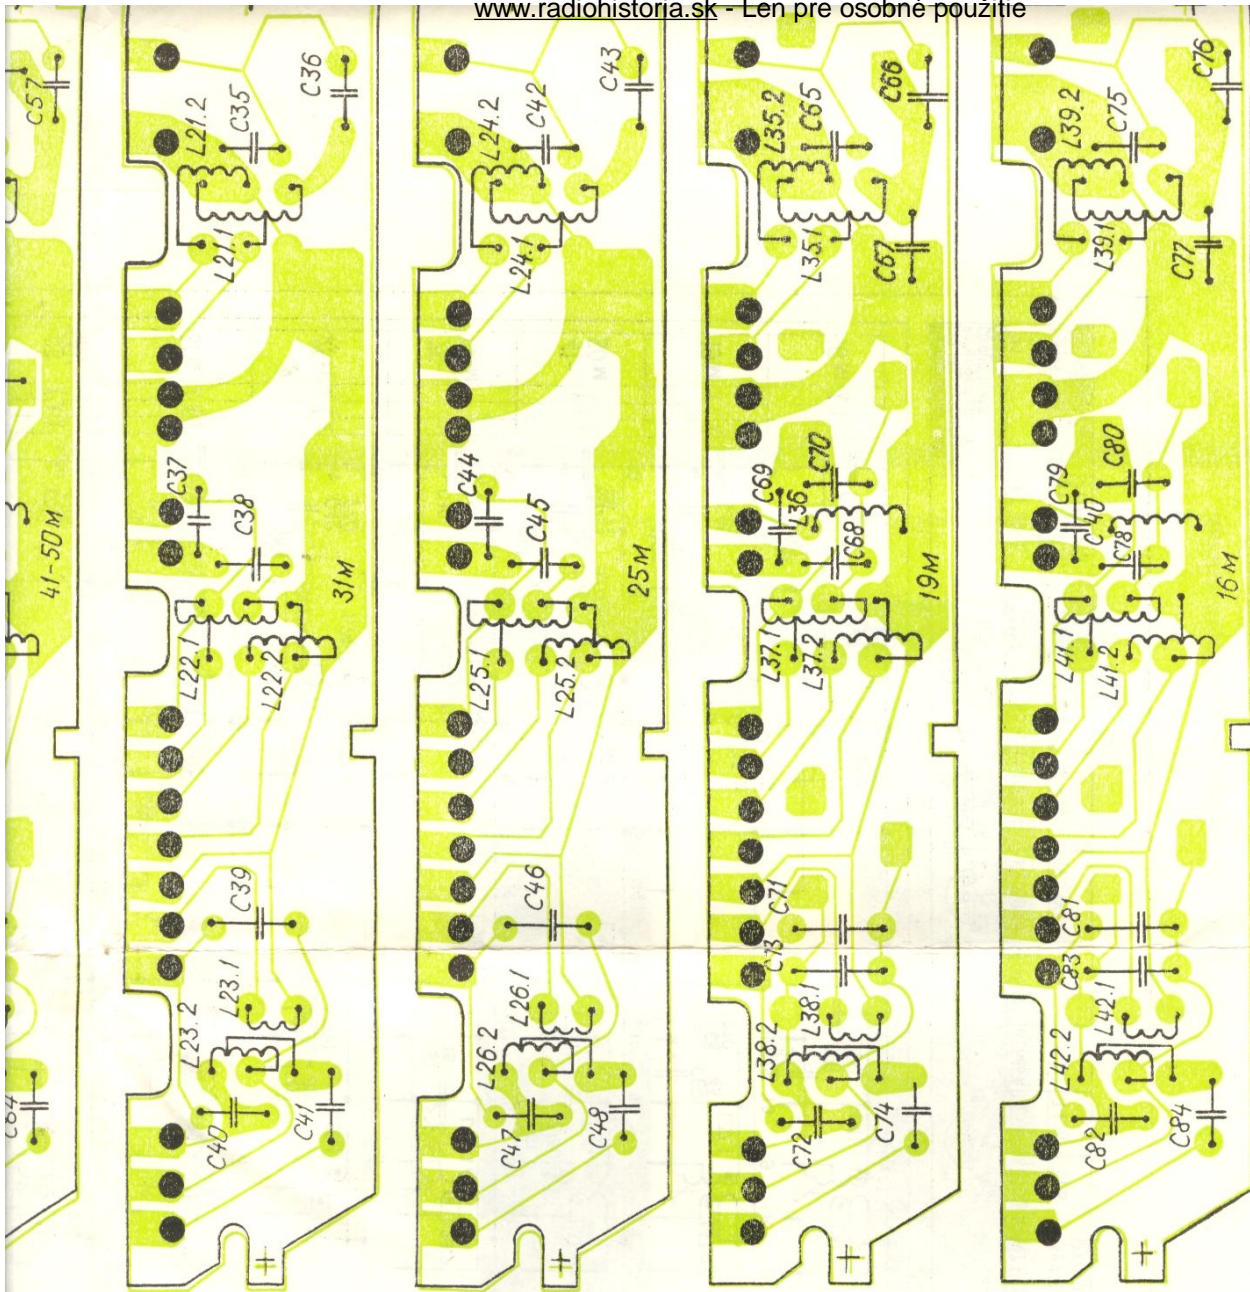 www.radiohistoria.sk - Len pre osobné použitie
C57
41-50M
C64
L21.2
C35
C36
L21.1
C37
C38
31M
L22.1
L22.2
C39
L23.2
L23.1
C40
C41
L24.2
C42
C43
L24.1
C44
C45
25M
L25.1
L25.2
C46
L26.2
L26.1
C47
C48
L35.2
C65
C66
L35.1
C67
C69
L36
C70
C68
19M
L37.1
L37.2
C71
C73
L38.2
L38.1
C72
C74
L39.2
C75
C76
L39.1
C77
C79
C40
C80
C78
16M
L41.1
L41.2
C81
C83
L42.2
L42.1
C82
C84